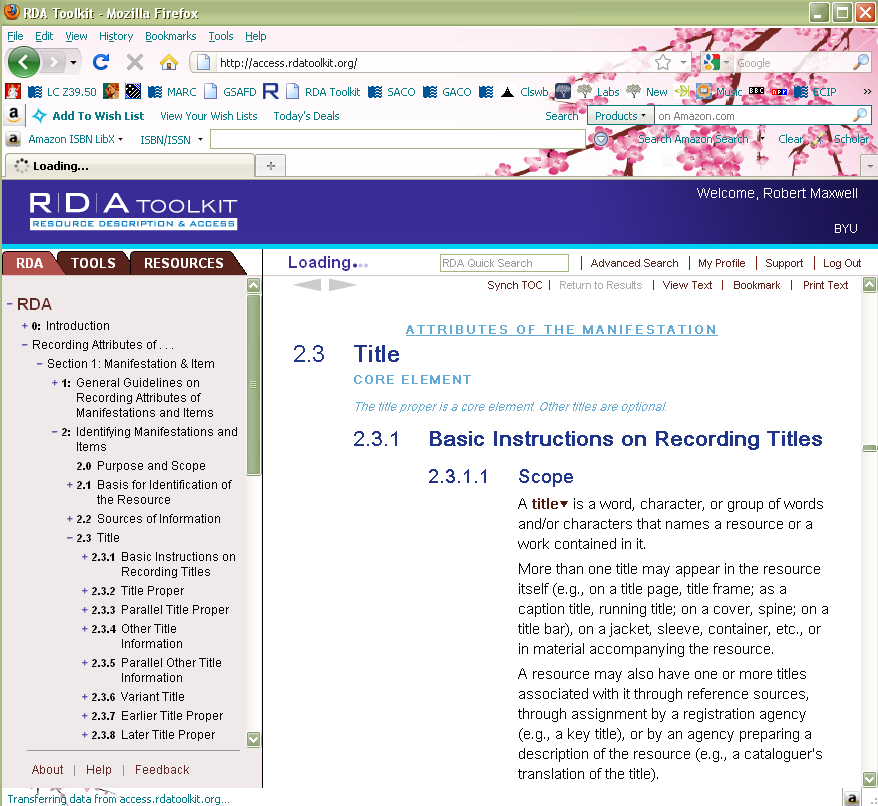 RDA Toolkit - Mozilla Firefox
File Edit View History Bookmarks Tools Help
http://access.rdatoolkit.org/ Google
LC Z39.50 MARC GSAFD RDA Toolkit SACO GACO Clswb Labs New Music BBC npr ECIP
Add To Wish List View Your Wish Lists Today's Deals Search Products on Amazon.com
Amazon ISBN LibX ISBN/ISSN Search Amazon Search Clear Scholar
Loading...
RDA TOOLKIT
RESOURCE DESCRIPTION & ACCESS
Welcome, Robert Maxwell
BYU
RDA TOOLS RESOURCES
Loading...
RDA Quick Search | Advanced Search | My Profile | Support | Log Out
Synch TOC | Return to Results | View Text | Bookmark | Print Text
− RDA
+ 0: Introduction
− Recording Attributes of . . .
− Section 1: Manifestation & Item
+ 1: General Guidelines on
Recording Attributes of
Manifestations and Items
− 2: Identifying Manifestations and
Items
2.0 Purpose and Scope
+ 2.1 Basis for Identification of
the Resource
+ 2.2 Sources of Information
− 2.3 Title
+ 2.3.1 Basic Instructions on
Recording Titles
+ 2.3.2 Title Proper
+ 2.3.3 Parallel Title Proper
+ 2.3.4 Other Title
Information
+ 2.3.5 Parallel Other Title
Information
+ 2.3.6 Variant Title
+ 2.3.7 Earlier Title Proper
+ 2.3.8 Later Title Proper
About | Help | Feedback
ATTRIBUTES OF THE MANIFESTATION
2.3 Title
CORE ELEMENT
The title proper is a core element. Other titles are optional.
2.3.1 Basic Instructions on Recording Titles
2.3.1.1 Scope
A title▾ is a word, character, or group of words
and/or characters that names a resource or a
work contained in it.
More than one title may appear in the resource
itself (e.g., on a title page, title frame; as a
caption title, running title; on a cover, spine; on a
title bar), on a jacket, sleeve, container, etc., or
in material accompanying the resource.
A resource may also have one or more titles
associated with it through reference sources,
through assignment by a registration agency
(e.g., a key title), or by an agency preparing a
description of the resource (e.g., a cataloguer's
translation of the title).
Transferring data from access.rdatoolkit.org...